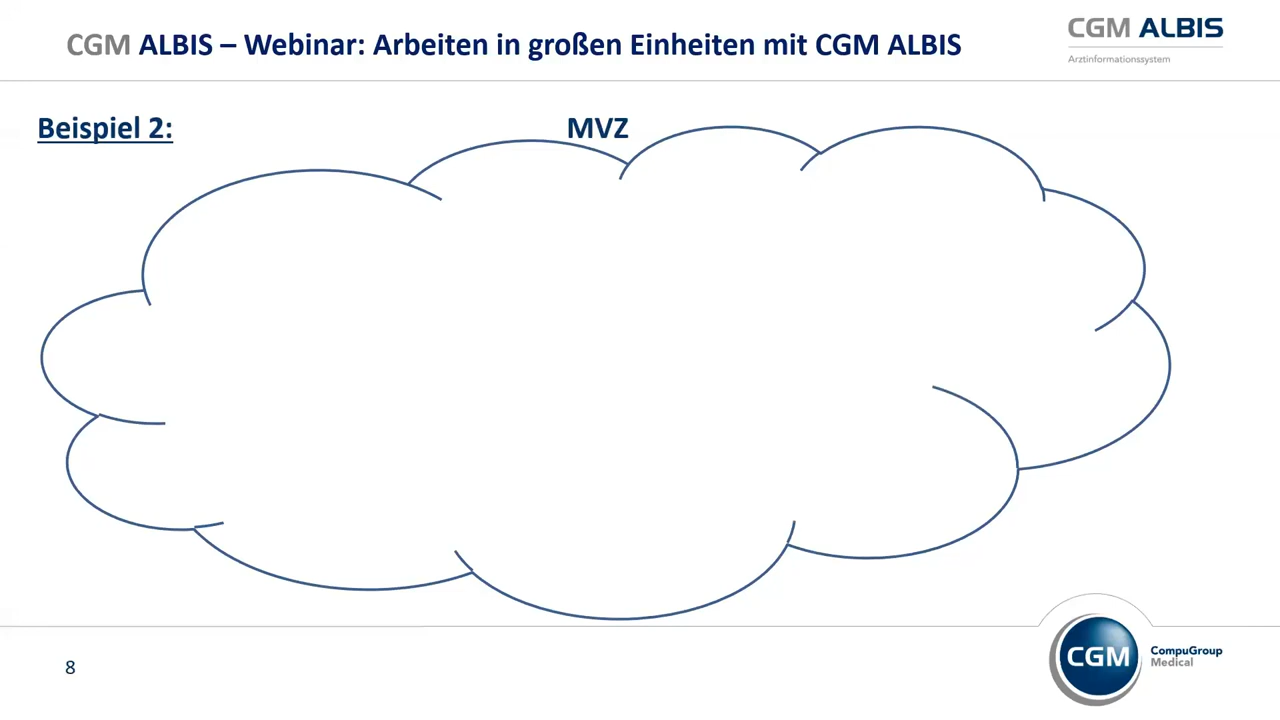 CGM ALBIS – Webinar: Arbeiten in großen Einheiten mit CGM ALBIS
CGM ALBIS
Arztinformationssystem
Beispiel 2:
MVZ
8
CGM
CompuGroup
Medical